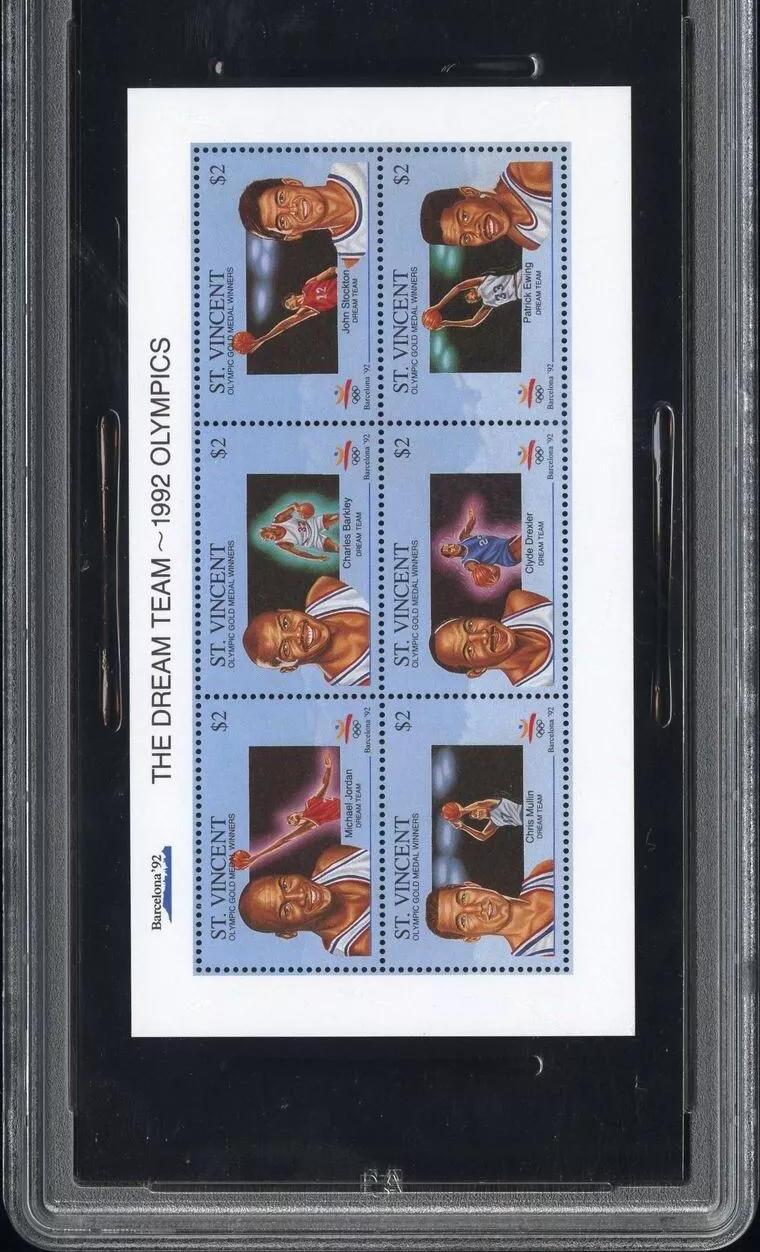 Barcelona '92
THE DREAM TEAM ~ 1992 OLYMPICS
ST. VINCENT $2
OLYMPIC GOLD MEDAL WINNERS
Michael Jordan
DREAM TEAM
Barcelona '92
ST. VINCENT $2
OLYMPIC GOLD MEDAL WINNERS
32
Charles Barkley
DREAM TEAM
Barcelona '92
ST. VINCENT $2
OLYMPIC GOLD MEDAL WINNERS
12
John Stockton
DREAM TEAM
Barcelona '92
ST. VINCENT $2
OLYMPIC GOLD MEDAL WINNERS
Chris Mullin
DREAM TEAM
Barcelona '92
ST. VINCENT $2
OLYMPIC GOLD MEDAL WINNERS
Clyde Drexler
DREAM TEAM
Barcelona '92
ST. VINCENT $2
OLYMPIC GOLD MEDAL WINNERS
33
Patrick Ewing
DREAM TEAM
Barcelona '92